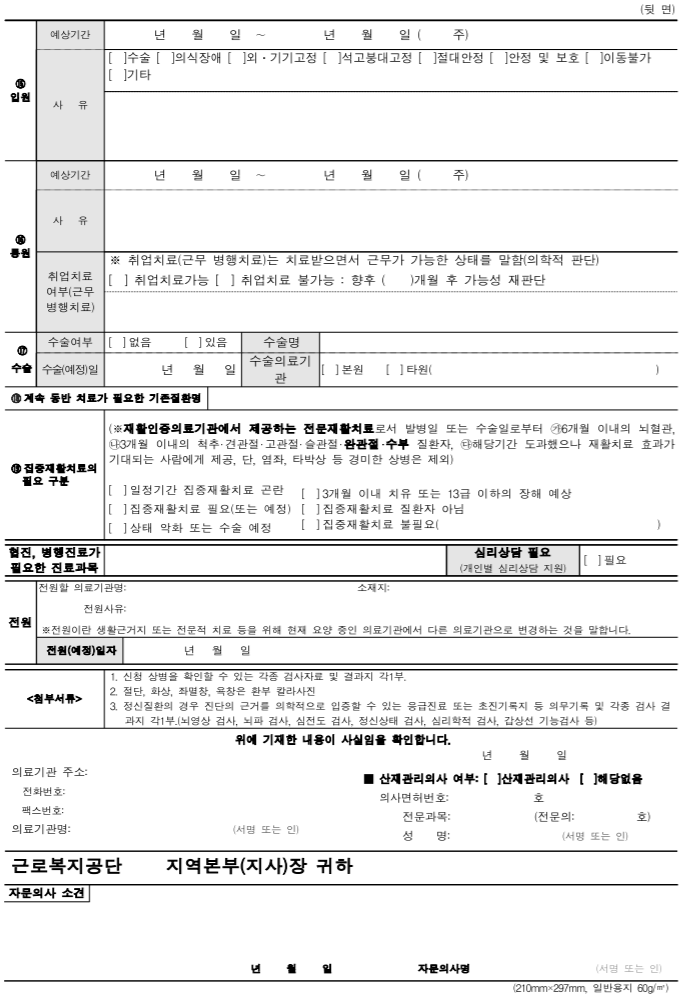 (뒷 면)
예상기간 년 월 일 ~ 년 월 일 ( 주)
⑮ 입원
사 유
[ ]수술 [ ]의식장애 [ ]외·기기고정 [ ]석고붕대고정 [ ]절대안정 [ ]안정 및 보호 [ ]이동불가
[ ]기타
예상기간 년 월 일 ~ 년 월 일 ( 주)
사 유
⑯ 통원
※ 취업치료(근무 병행치료)는 치료받으면서 근무가 가능한 상태를 말함(의학적 판단)
취업치료
여부(근무
병행치료)
[ ] 취업치료가능 [ ] 취업치료 불가능 : 향후 ( )개월 후 가능성 재판단
⑰
수술
수술여부 [ ]없음 [ ]있음 수술명
수술(예정)일 년 월 일 수술의료기
관
[ ]본원 [ ]타원( )
⑱계속 동반 치료가 필요한 기존질환명
⑲집중재활치료의
필요 구분
(※재활인증의료기관에서 제공하는 전문재활치료로서 발병일 또는 수술일로부터 ㉮6개월 이내의 뇌혈관,
㉯3개월 이내의 척추·견관절·고관절·슬관절·완관절·수부 질환자, ㉰해당기간 도과했으나 재활치료 효과가
기대되는 사람에게 제공, 단, 염좌, 타박상 등 경미한 상병은 제외)
[ ]일정기간 집중재활치료 곤란 [ ]3개월 이내 치유 또는 13급 이하의 장해 예상
[ ]집중재활치료 필요(또는 예정) [ ]집중재활치료 질환자 아님
[ ]상태 악화 또는 수술 예정 [ ]집중재활치료 불필요( )
협진, 병행진료가
필요한 진료과목
심리상담 필요
(개인별 심리상담 지원)
[ ]필요
전원
전원할 의료기관명: 소재지:
전원사유:
※전원이란 생활근거지 또는 전문적 치료 등을 위해 현재 요양 중인 의료기관에서 다른 의료기관으로 변경하는 것을 말합니다.
전원(예정)일자 년 월 일
<첨부서류>
1. 신청 상병을 확인할 수 있는 각종 검사자료 및 결과지 각1부.
2. 절단, 화상, 좌멸창, 욕창은 환부 칼라사진
3. 정신질환의 경우 진단의 근거를 의학적으로 입증할 수 있는 응급진료 또는 초진기록지 등 의무기록 및 각종 검사 결
과지 각1부.(뇌영상 검사, 뇌파 검사, 심전도 검사, 정신상태 검사, 심리학적 검사, 갑상선 기능검사 등)
위에 기재한 내용이 사실임을 확인합니다.
년 월 일
의료기관 주소:
■ 산재관리의사 여부: [ ]산재관리의사 [ ]해당없음
전화번호:
의사면허번호: 호
팩스번호:
전문과목: (전문의: 호)
의료기관명: (서명 또는 인)
성 명: (서명 또는 인)
근로복지공단 지역본부(지사)장 귀하
자문의사 소견
년 월 일 자문의사명 (서명 또는 인)
(210mm×297mm, 일반용지 60g/㎡)